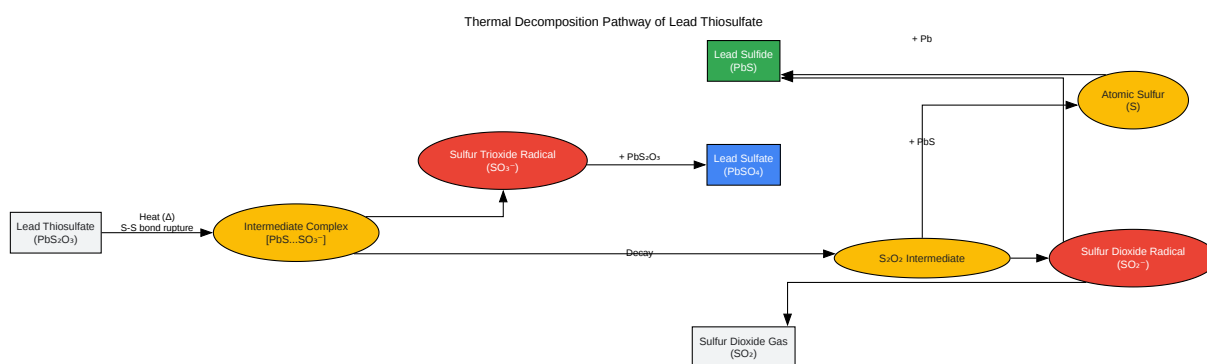 Thermal Decomposition Pathway of Lead Thiosulfate
+ Pb
Lead Sulfide
(PbS)
Atomic Sulfur
(S)
+ PbS
Sulfur Trioxide Radical
(SO₃⁻)
+ PbS₂O₃
Lead Sulfate
(PbSO₄)
Lead Thiosulfate
(PbS₂O₃)
Heat (Δ)
S-S bond rupture
Intermediate Complex
[PbS...SO₃⁻]
Decay
S₂O₂ Intermediate
Sulfur Dioxide Radical
(SO₂⁻)
Sulfur Dioxide Gas
(SO₂)